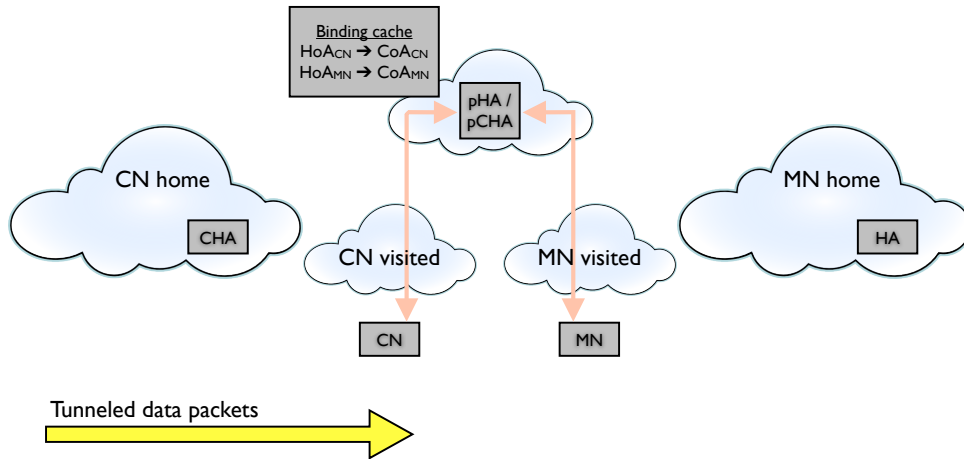 Binding cache
HoACN ➔ CoACN
HoAMN ➔ CoAMN
pHA /
pCHA
CN home
MN home
CHA
HA
CN visited
MN visited
CN
MN
Tunneled data packets